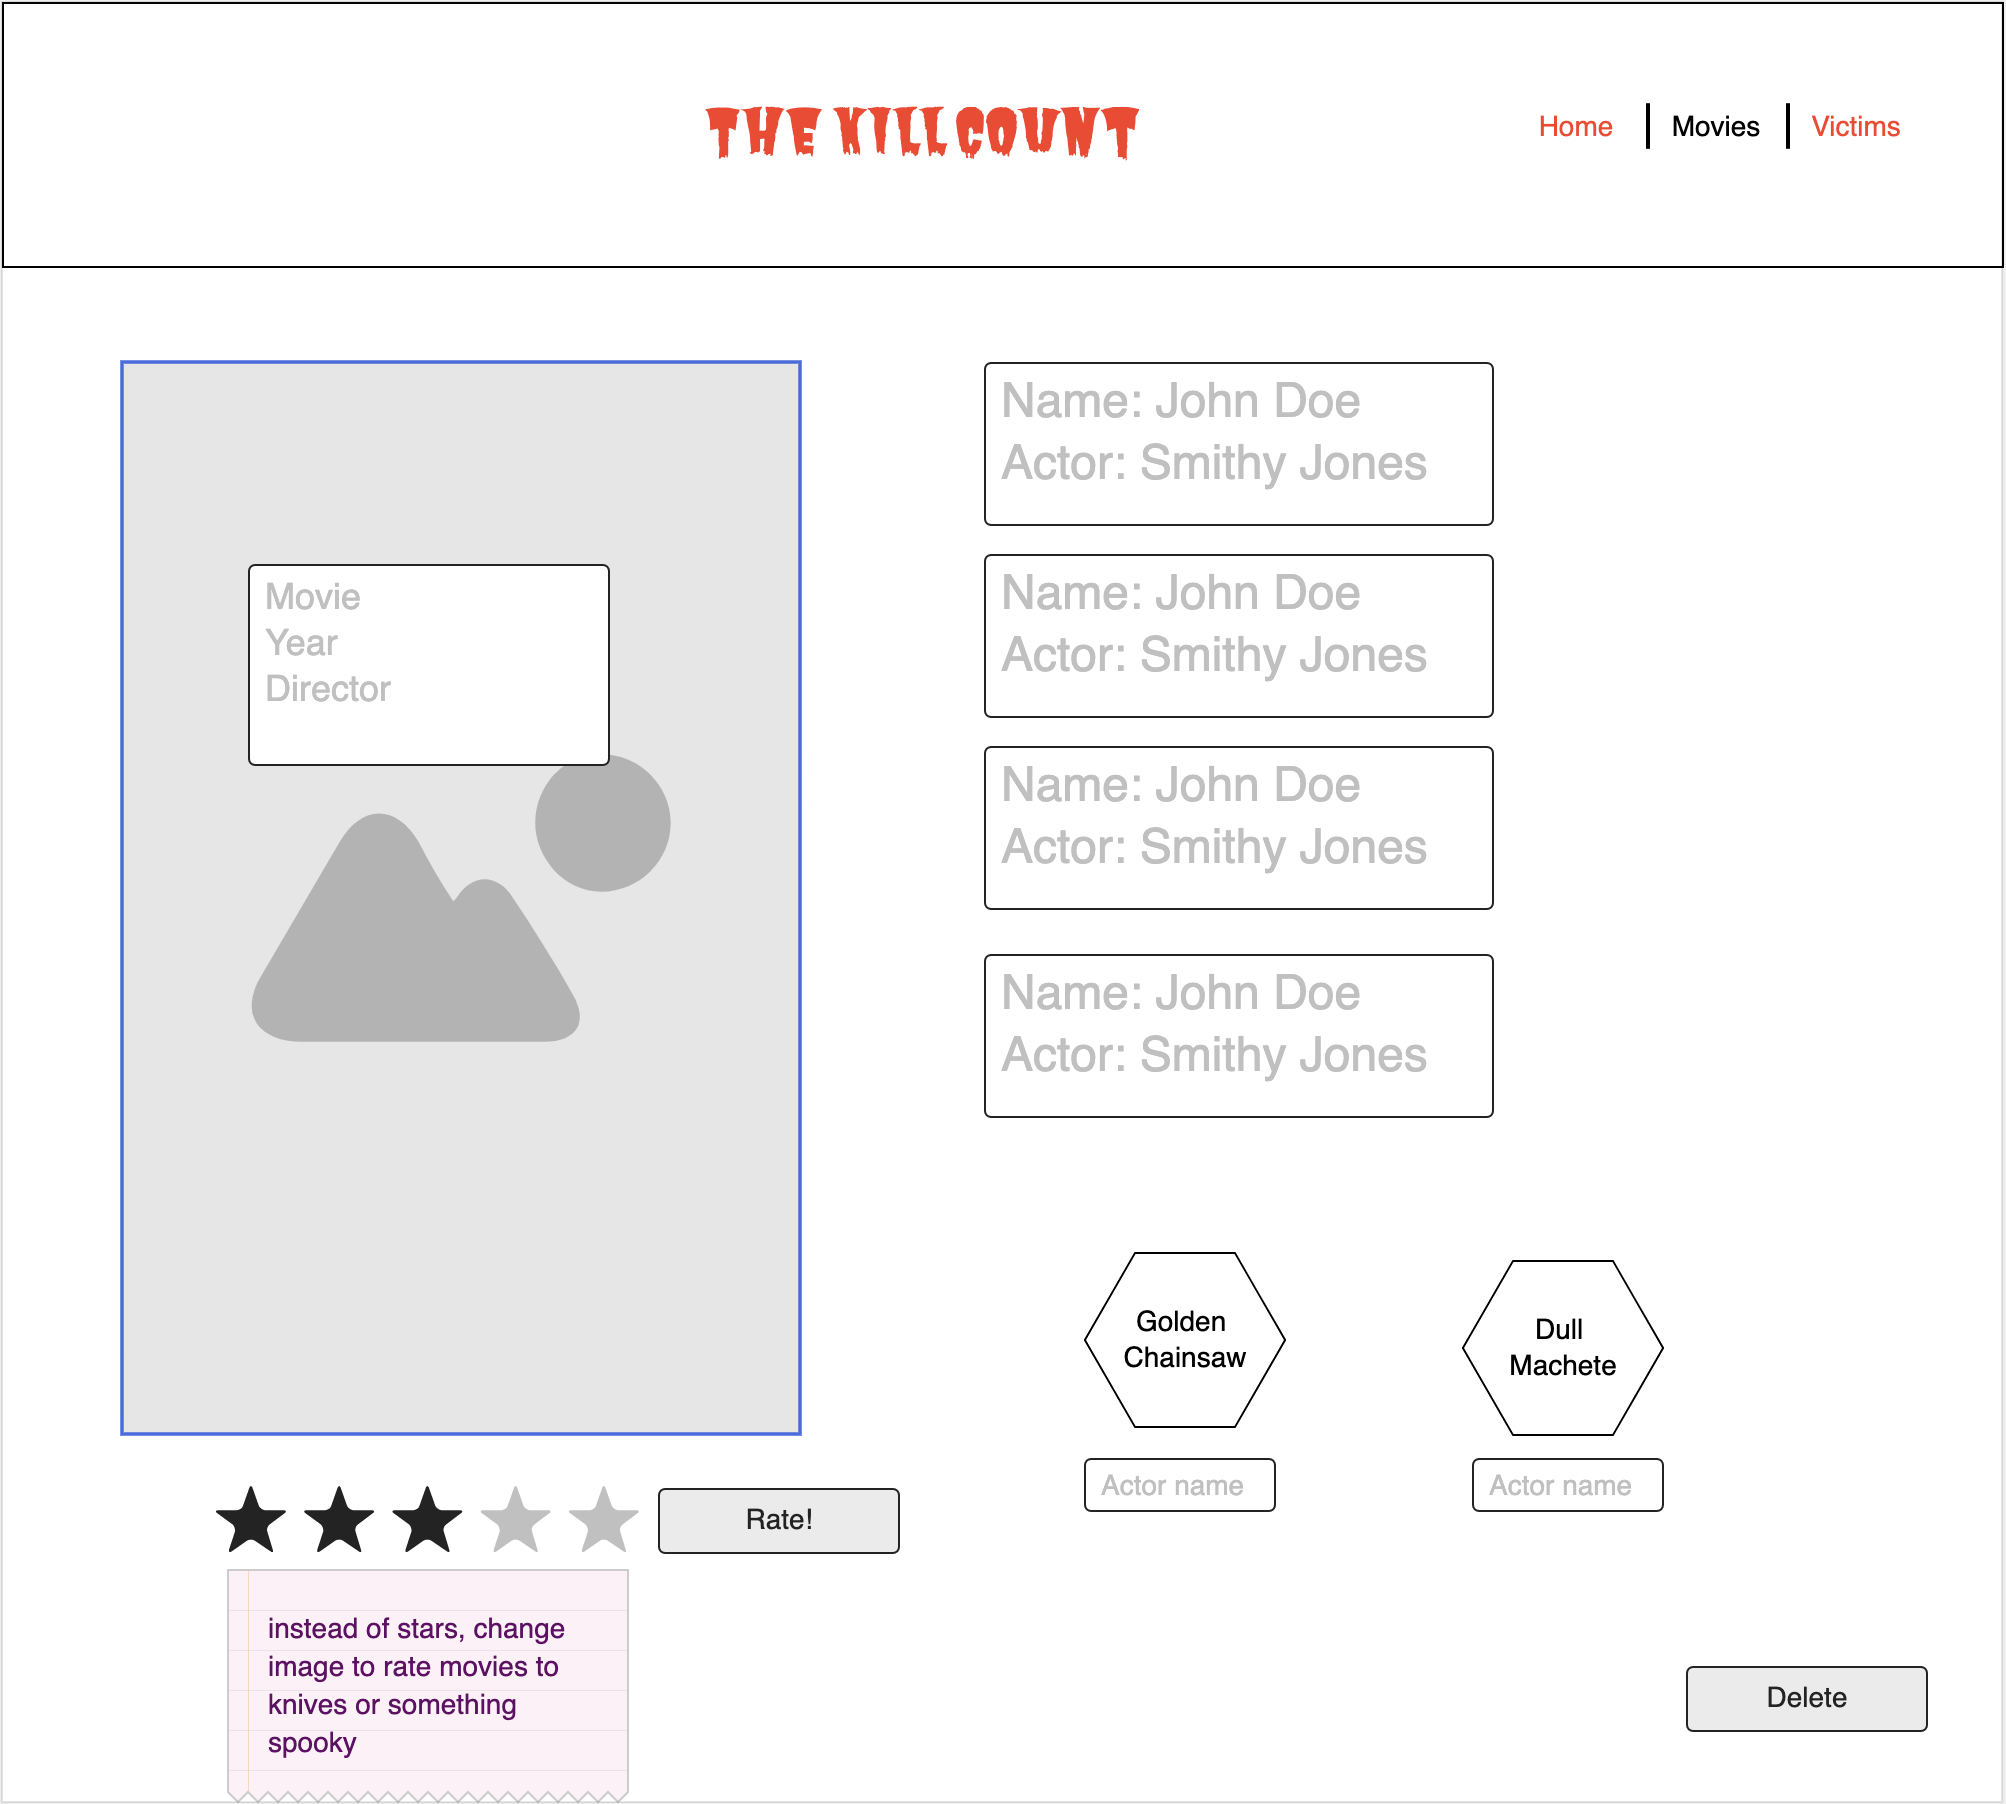 THE KILL COUNT
Home
Movies
Victims
Movie
Year
Director
Name: John Doe
Actor: Smithy Jones
Name: John Doe
Actor: Smithy Jones
Name: John Doe
Actor: Smithy Jones
Name: John Doe
Actor: Smithy Jones
Golden
Chainsaw
Actor name
Dull
Machete
Actor name
Rate!
instead of stars, change
image to rate movies to
knives or something
spooky
Delete